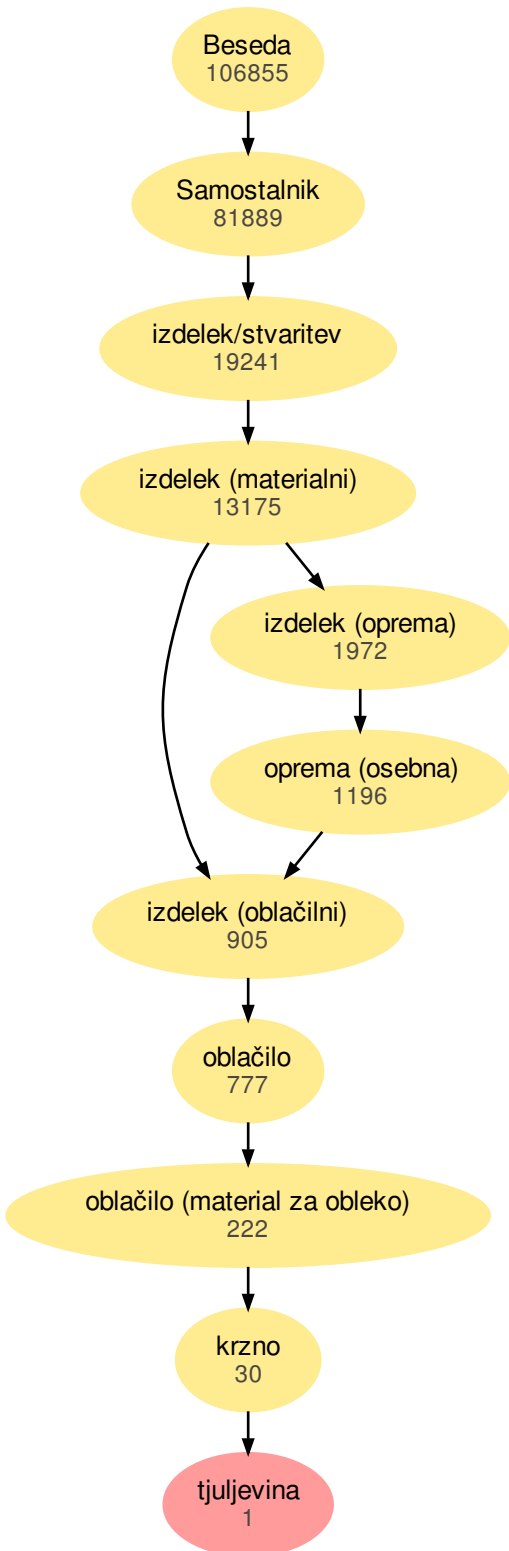 Beseda
106855
Samostalnik
81889
izdelek/stvaritev
19241
izdelek (materialni)
13175
izdelek (oprema)
1972
oprema (osebna)
1196
izdelek (oblačilni)
905
oblačilo
777
oblačilo (material za obleko)
222
krzno
30
tjuljevina
1